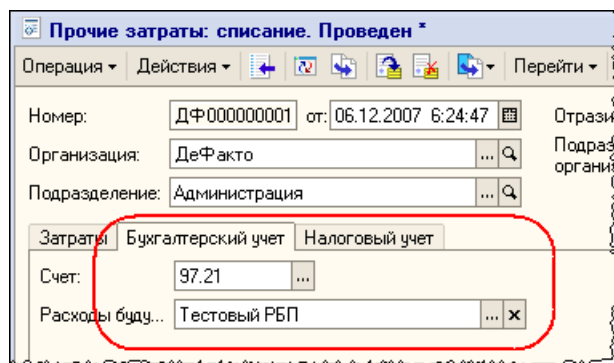 Прочие затраты: списание. Проведен *
Операция Действия Перейти
Номер: ДФ000000001 от: 06.12.2007 6:24:47 Отрази
Организация: ДеФакто ... Подраз
органи
Подразделение: Администрация ...
Затраты Бухгалтерский учет Налоговый учет
Счет: 97.21 ...
Расходы буду... Тестовый РБП ... x